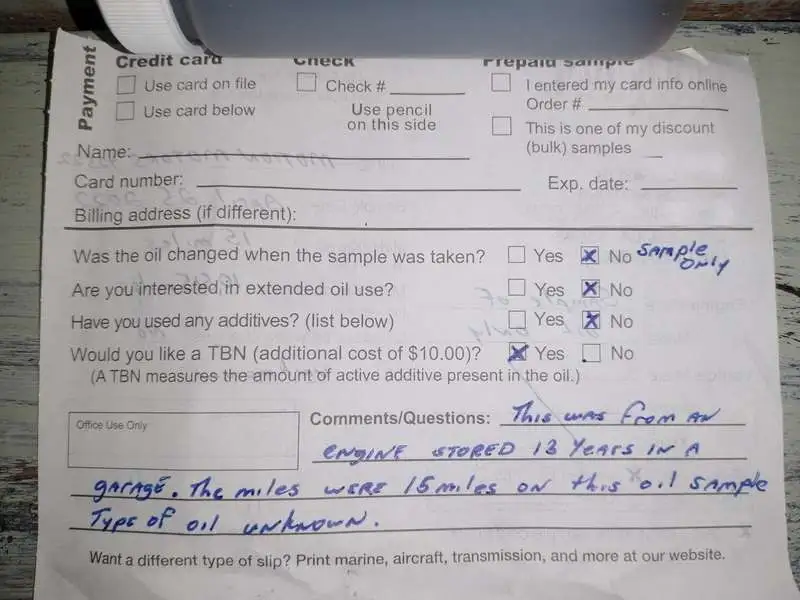 Payment
Credit card Check Prepaid sample
Use card on file Check # I entered my card info online
Order #
Use card below Use pencil
on this side This is one of my discount
(bulk) samples
Name:
Card number: Exp. date:
Billing address (if different):
Was the oil changed when the sample was taken? Yes No SAMPLE ONLY
Are you interested in extended oil use? Yes No
Have you used any additives? (list below) Yes No
Would you like a TBN (additional cost of $10.00)? Yes No
(A TBN measures the amount of active additive present in the oil.)
Office Use Only
Comments/Questions: This was from an
engine stored 13 years in a
garage. The miles were 15 miles on this oil sample
Type of oil unknown.
Want a different type of slip? Print marine, aircraft, transmission, and more at our website.